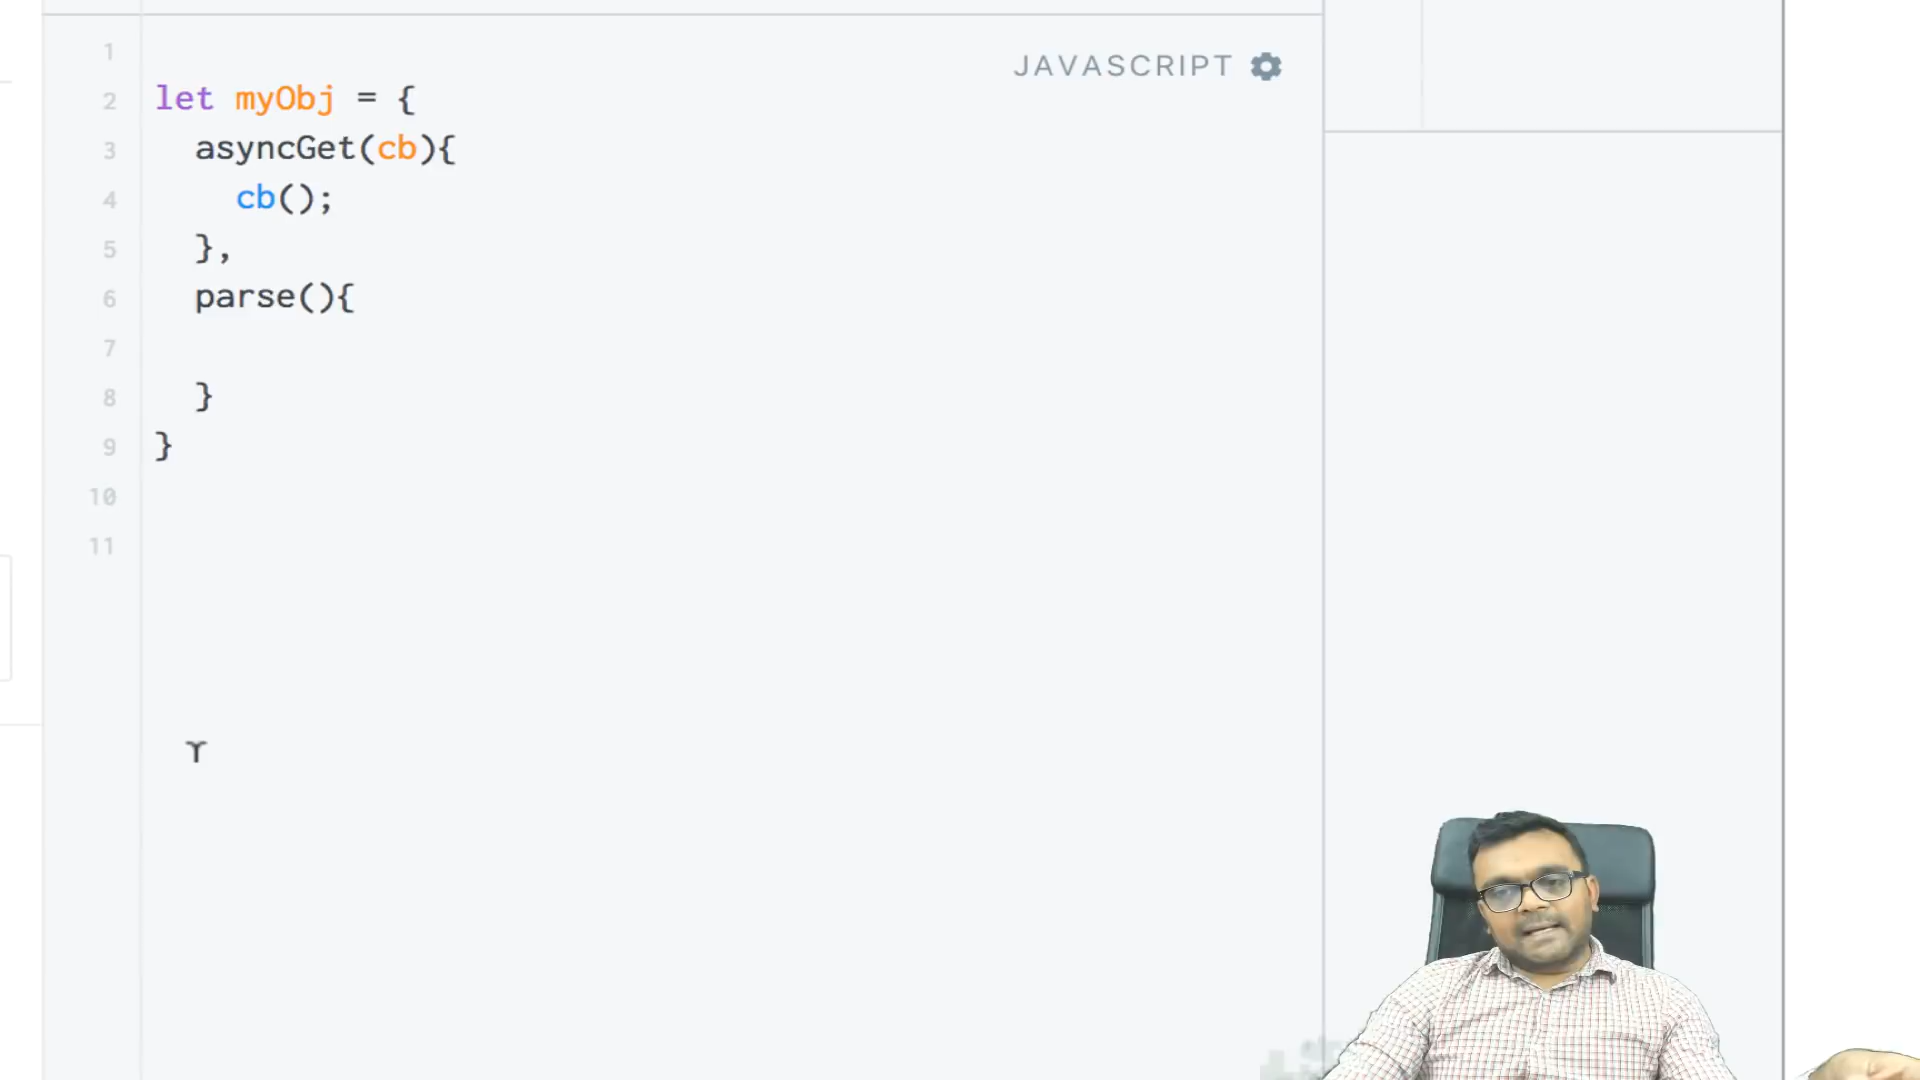 JAVASCRIPT
1
2 let myObj = {
3 asyncGet(cb){
4 cb();
5 },
6 parse(){
7
8 }
9 }
10
11